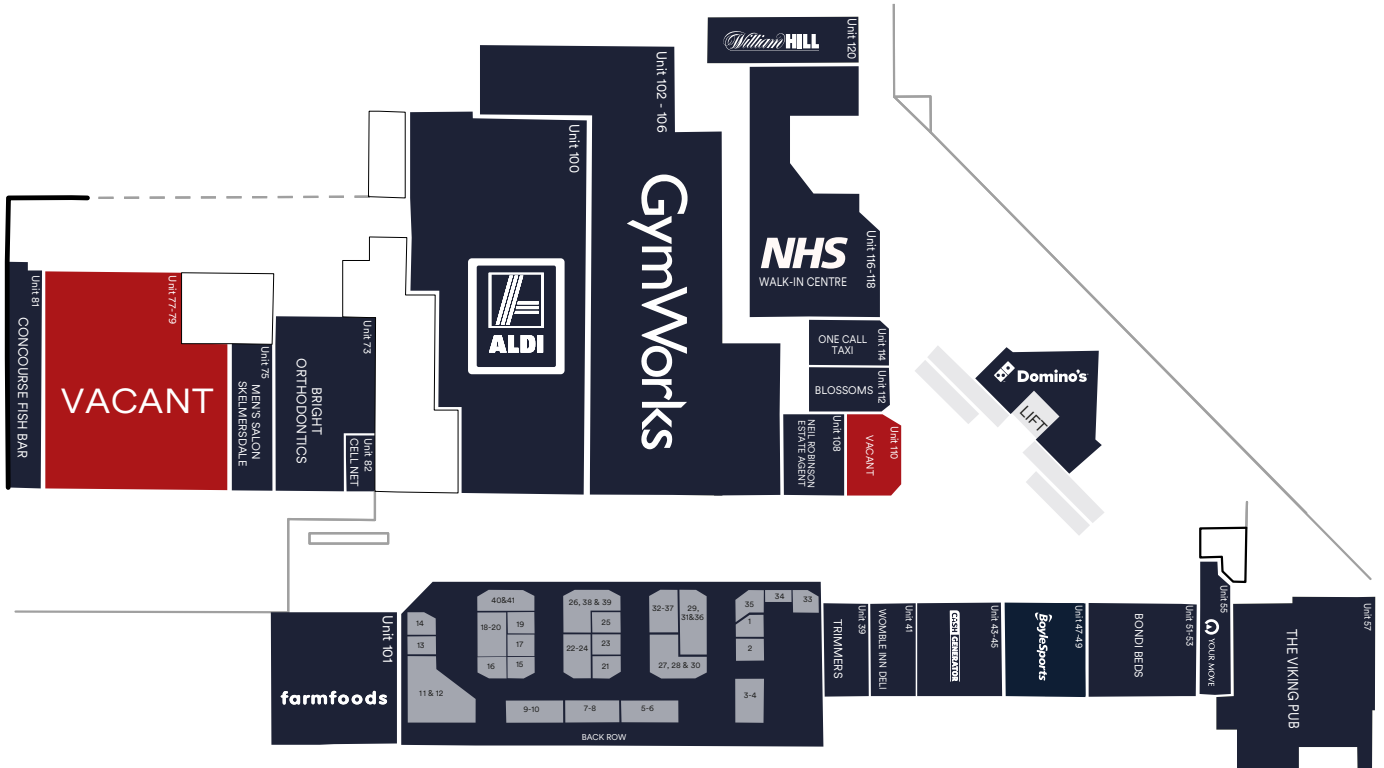 William HILL
Unit 120
Unit 102 - 106
GymWorks
Unit 100
ALDI
NHS
WALK-IN CENTRE
Unit 116-118
ONE CALL
TAXI
Unit 114
BLOSSOMS
Unit 112
NEIL ROBINSON
ESTATE AGENT
Unit 108
VACANT
Unit 110
Domino's
LIFT
Unit 81
CONCOURSE FISH BAR
Unit 77-79
VACANT
Unit 75
MEN'S SALON
SKELMERSDALE
Unit 73
BRIGHT
ORTHODONTICS
Unit 82
CELL NET
Unit 101
farmfoods
14
13
11 & 12
40&41
18-20
19
17
16
15
26, 38 & 39
25
22-24
23
21
32-37
29,
31&36
27, 28 & 30
35
34
33
1
2
3-4
9-10
7-8
5-6
BACK ROW
Unit 39
TRIMMERS
Unit 41
WOMBLE INN DELI
Unit 43-45
CASH GENERATOR
Unit 47-49
BoyleSports
Unit 51-53
BONDI BEDS
Unit 55
YOUR MOVE
Unit 57
THE VIKING PUB